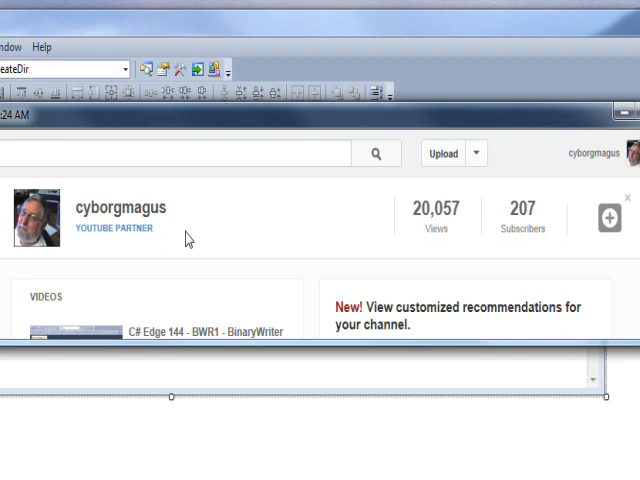 ndow Help
eateDir
:24 AM
Upload
cyborgmagus
cyborgmagus
YOUTUBE PARTNER
20,057
Views
207
Subscribers
VIDEOS
C# Edge 144 - BWR1 - BinaryWriter
New! View customized recommendations for
your channel.